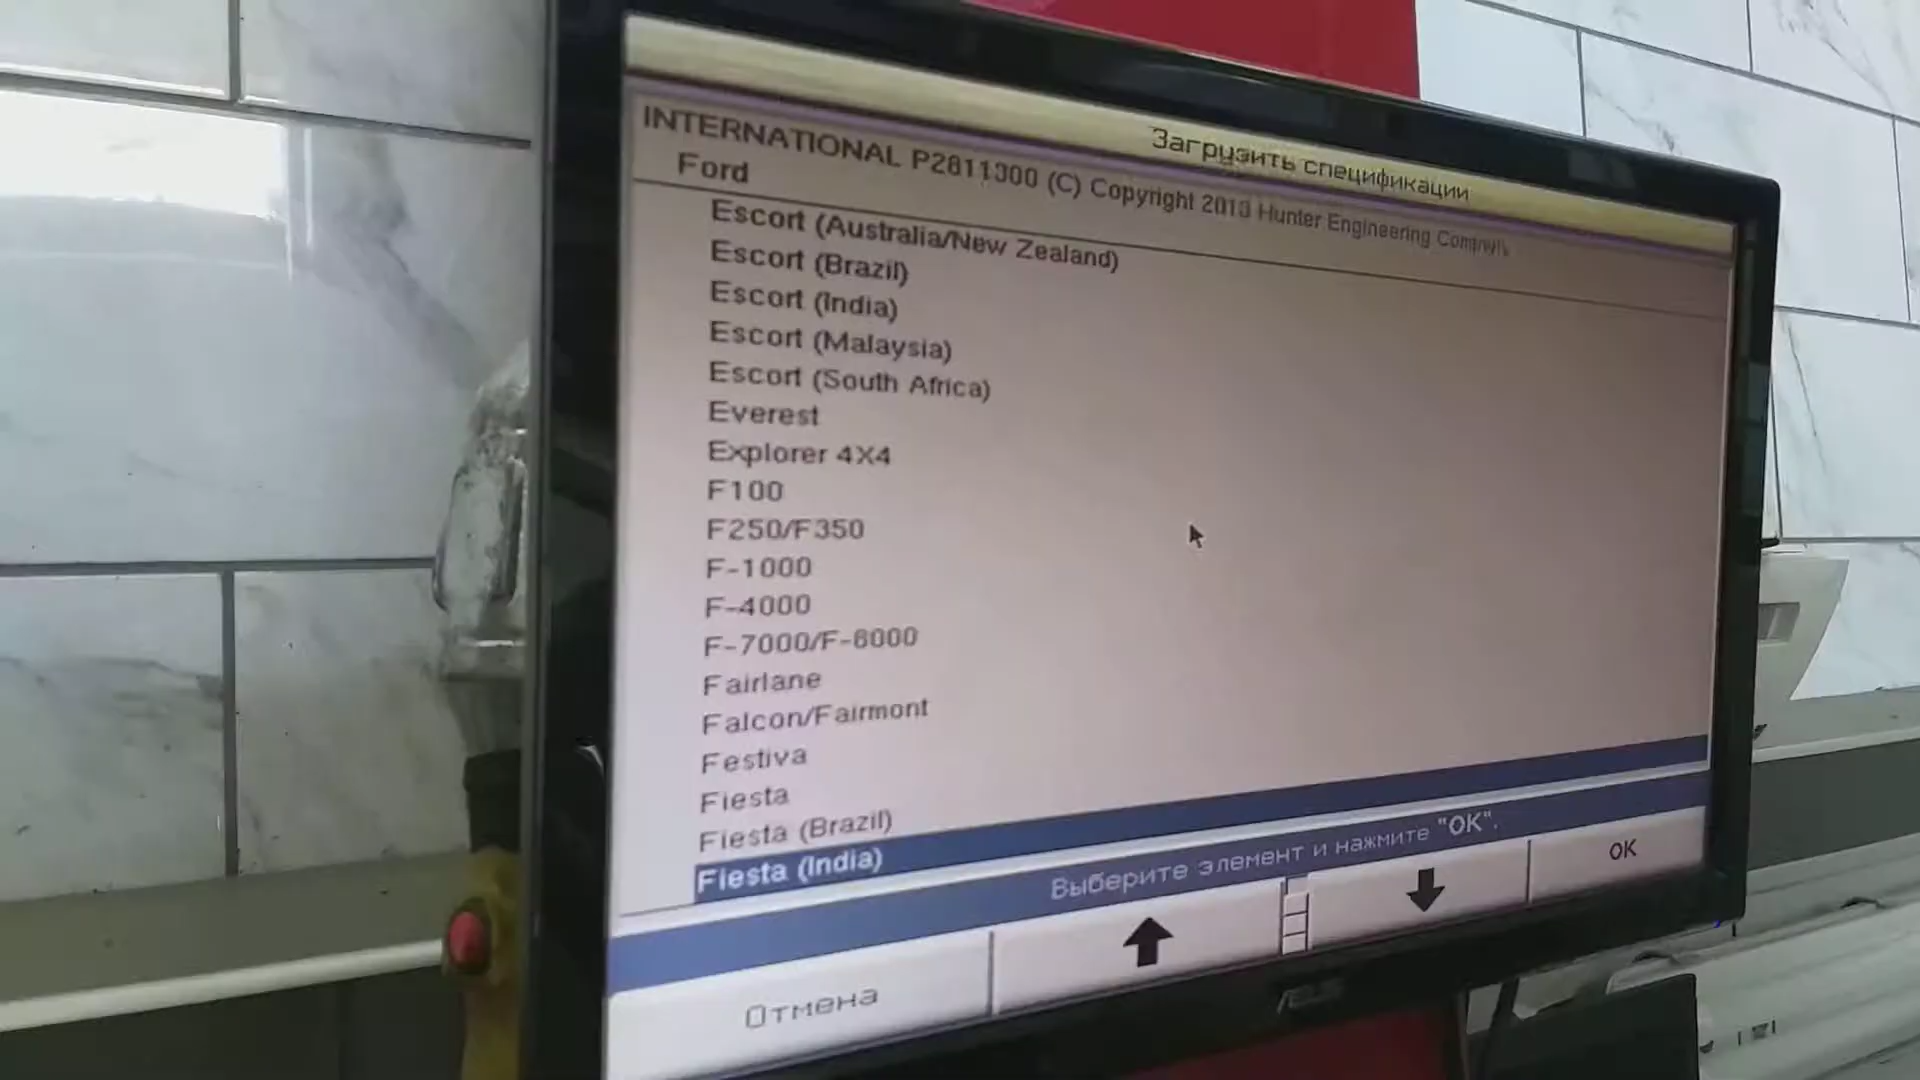 Загрузить спецификации
INTERNATIONAL P2811300 (C) Copyright 2013 Hunter Engineering Company
Ford
Escort (Australia/New Zealand)
Escort (Brazil)
Escort (India)
Escort (Malaysia)
Escort (South Africa)
Everest
Explorer 4X4
F100
F250/F350
F-1000
F-4000
F-7000/F-8000
Fairlane
Falcon/Fairmont
Festiva
Fiesta
Fiesta (Brazil)
Fiesta (India)
Выберите элемент и нажмите "OK".
Отмена
OK
ASUS